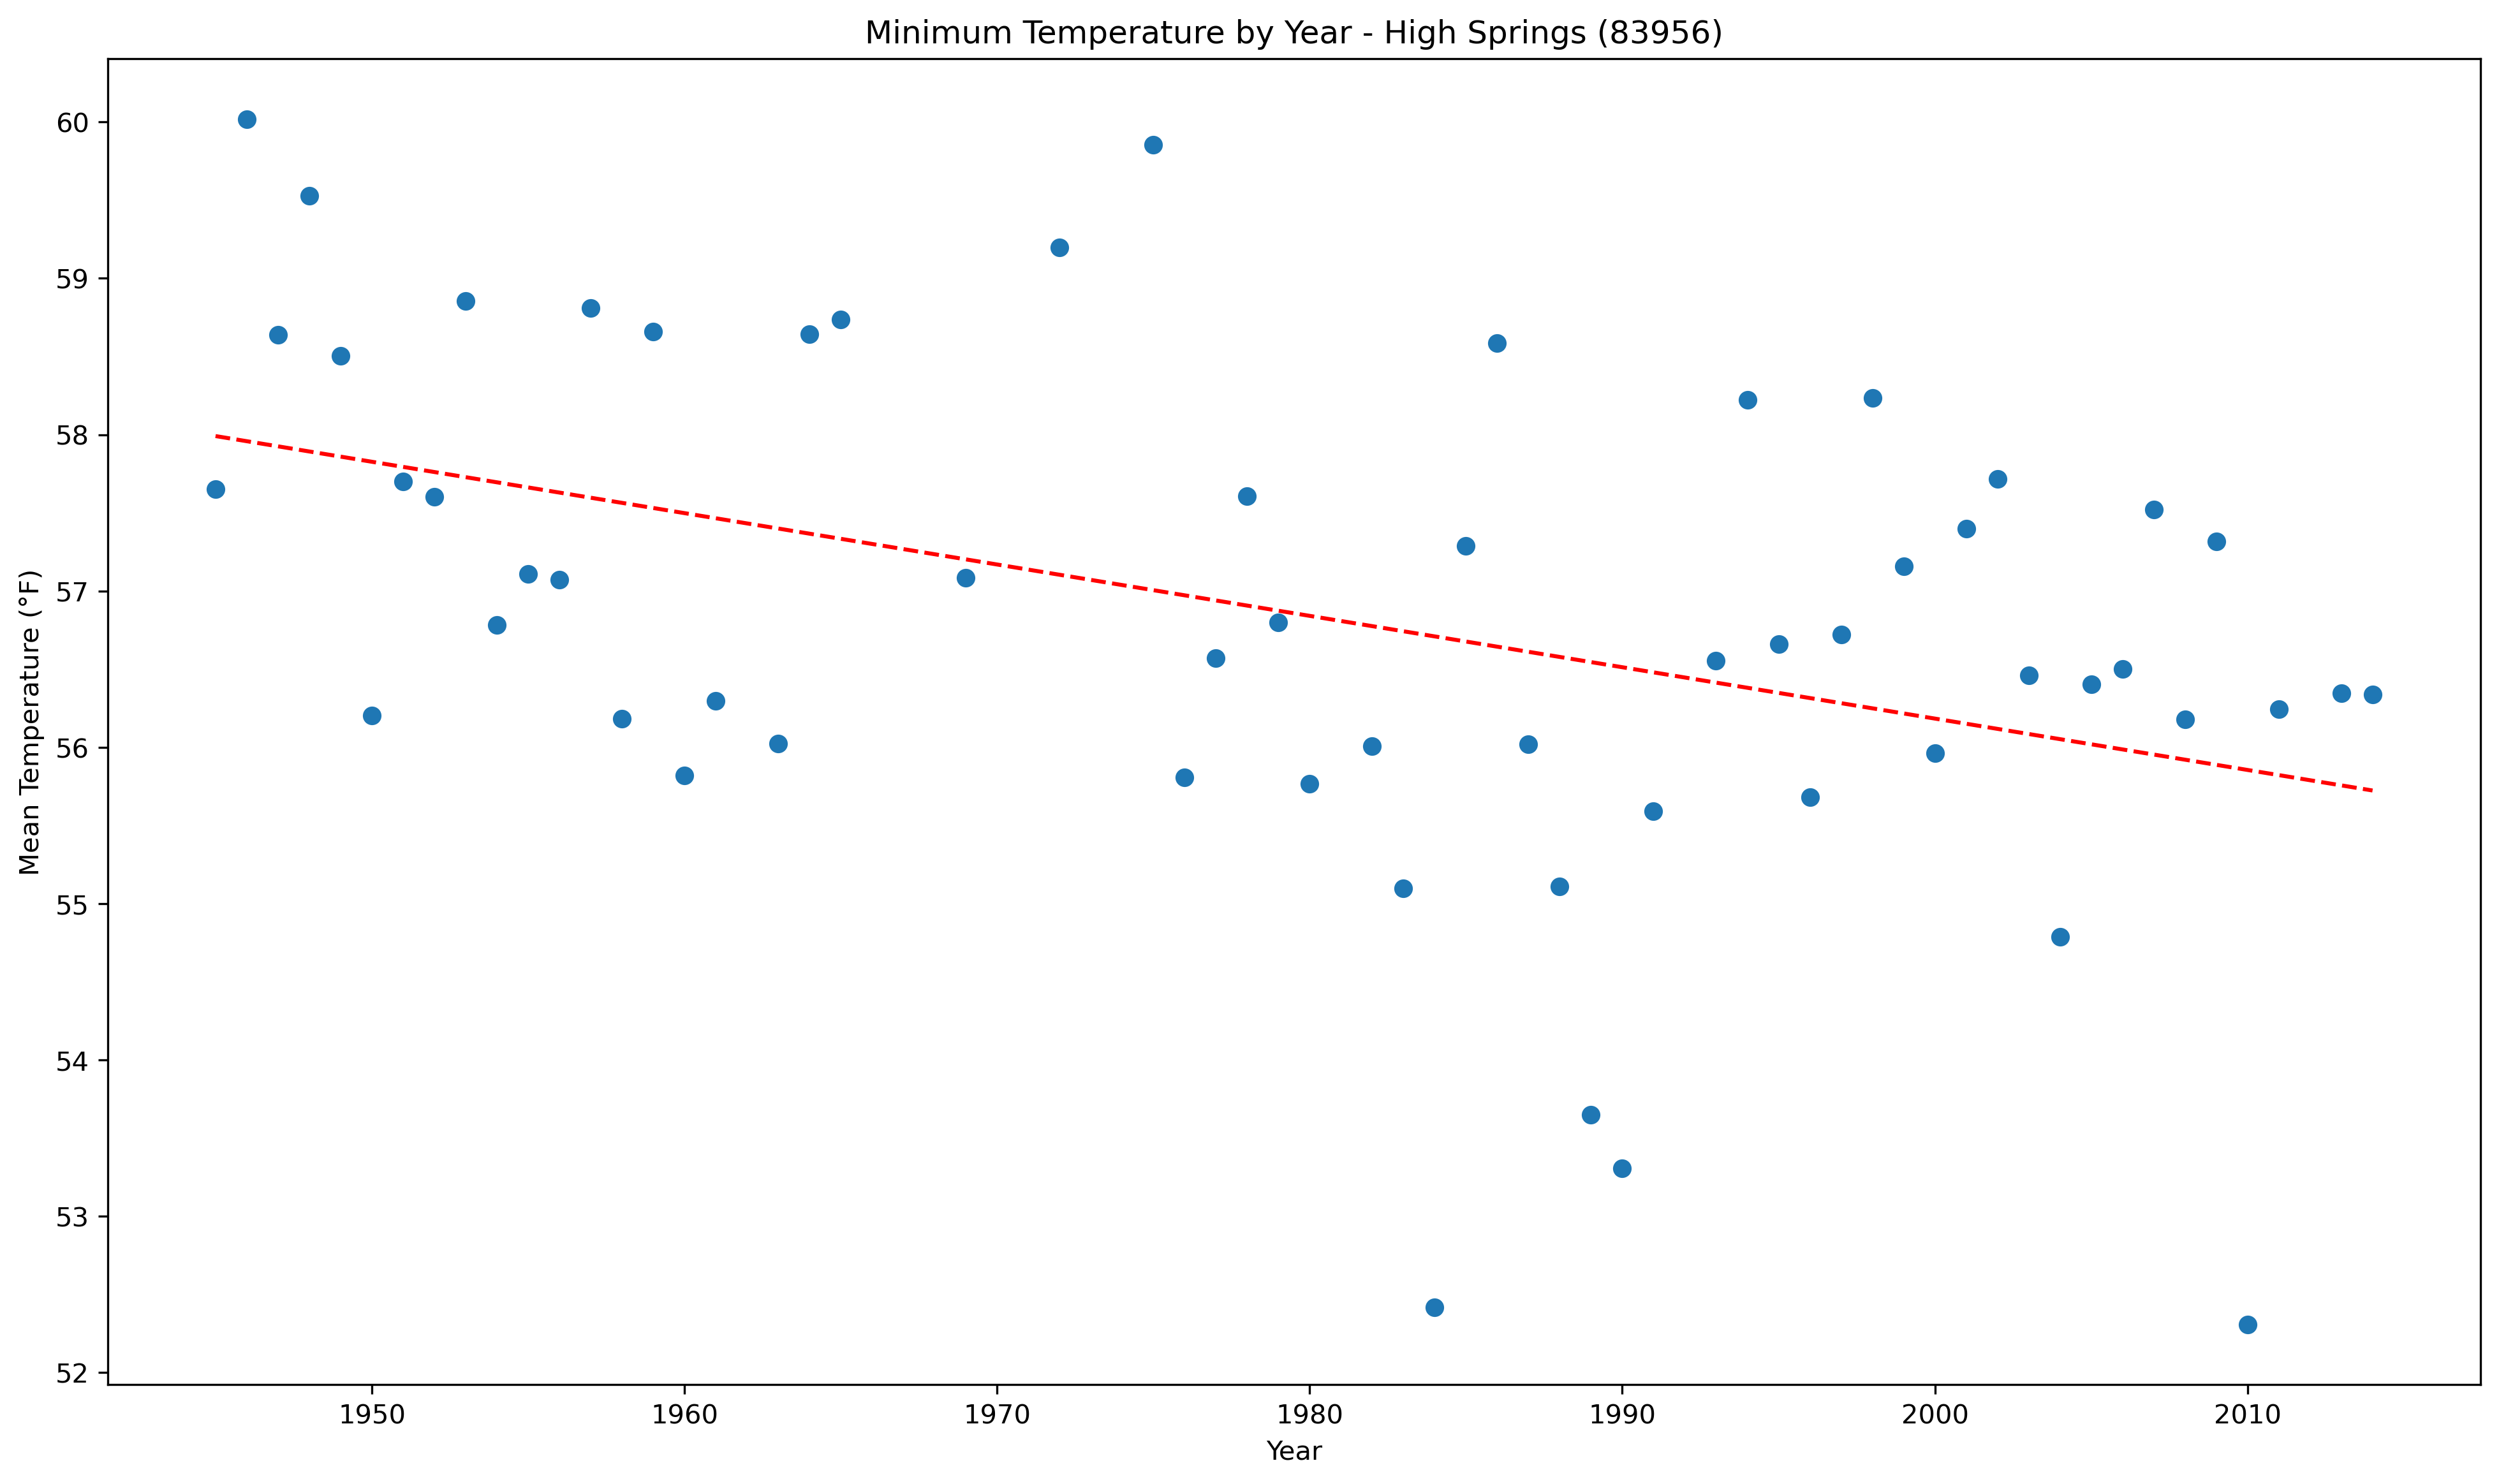 Minimum Temperature by Year - High Springs (83956)
Mean Temperature (°F)
60
59
58
57
56
55
54
53
52
1950 1960 1970 1980 1990 2000 2010
Year